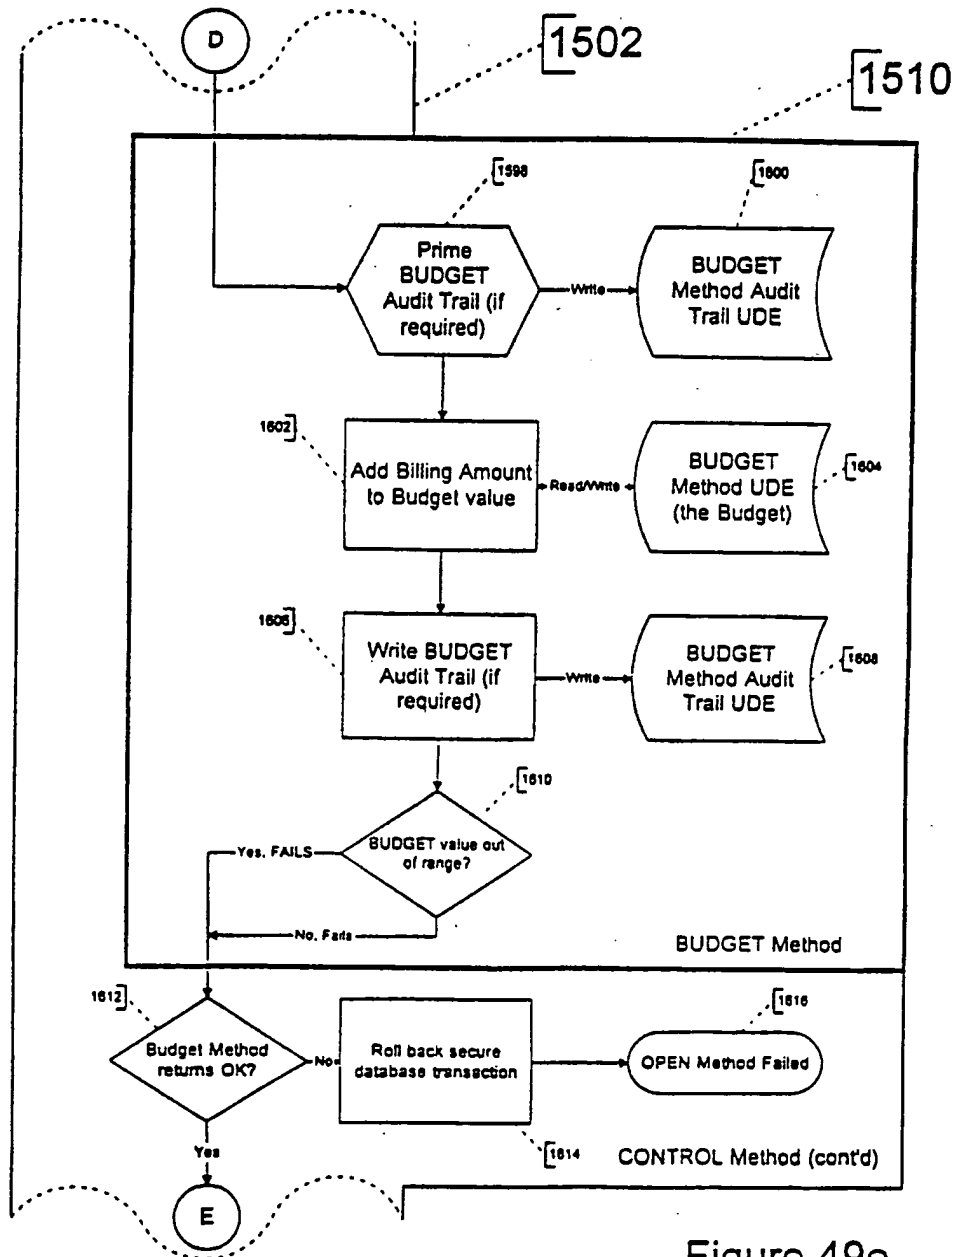 D
1502
1510
1598
1600
Prime
BUDGET
Audit Trail (if
required)
Write
BUDGET
Method Audit
Trail UDE
1602
Add Billing Amount
to Budget value
Read/Write
BUDGET
Method UDE
(the Budget)
1604
1606
Write BUDGET
Audit Trail (if
required)
Write
BUDGET
Method Audit
Trail UDE
1608
1610
BUDGET value out
of range?
Yes, FAILS
No, Fails
BUDGET Method
1612
Budget Method
returns OK?
No
Roll back secure
database transaction
1616
OPEN Method Failed
1614
Yes
CONTROL Method (cont'd)
E